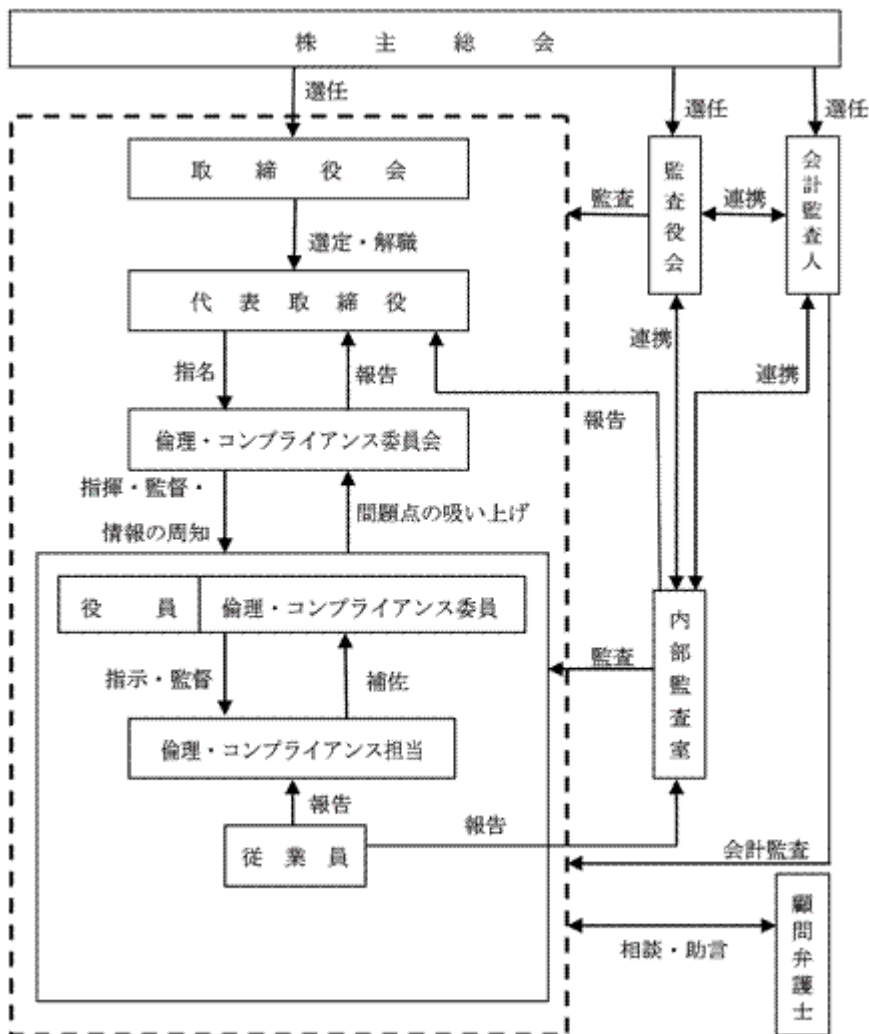 株主総会
選任
選任
選任
取締役会
監査役会
会計監査人
監査
連携
選定・解職
代表取締役
連携
連携
指名
報告
報告
倫理・コンプライアンス委員会
指揮・監督・
情報の周知
問題点の吸い上げ
役員
倫理・コンプライアンス委員
内部監査室
監査
指示・監督
補佐
倫理・コンプライアンス担当
報告
報告
従業員
会計監査
顧問弁護士
相談・助言